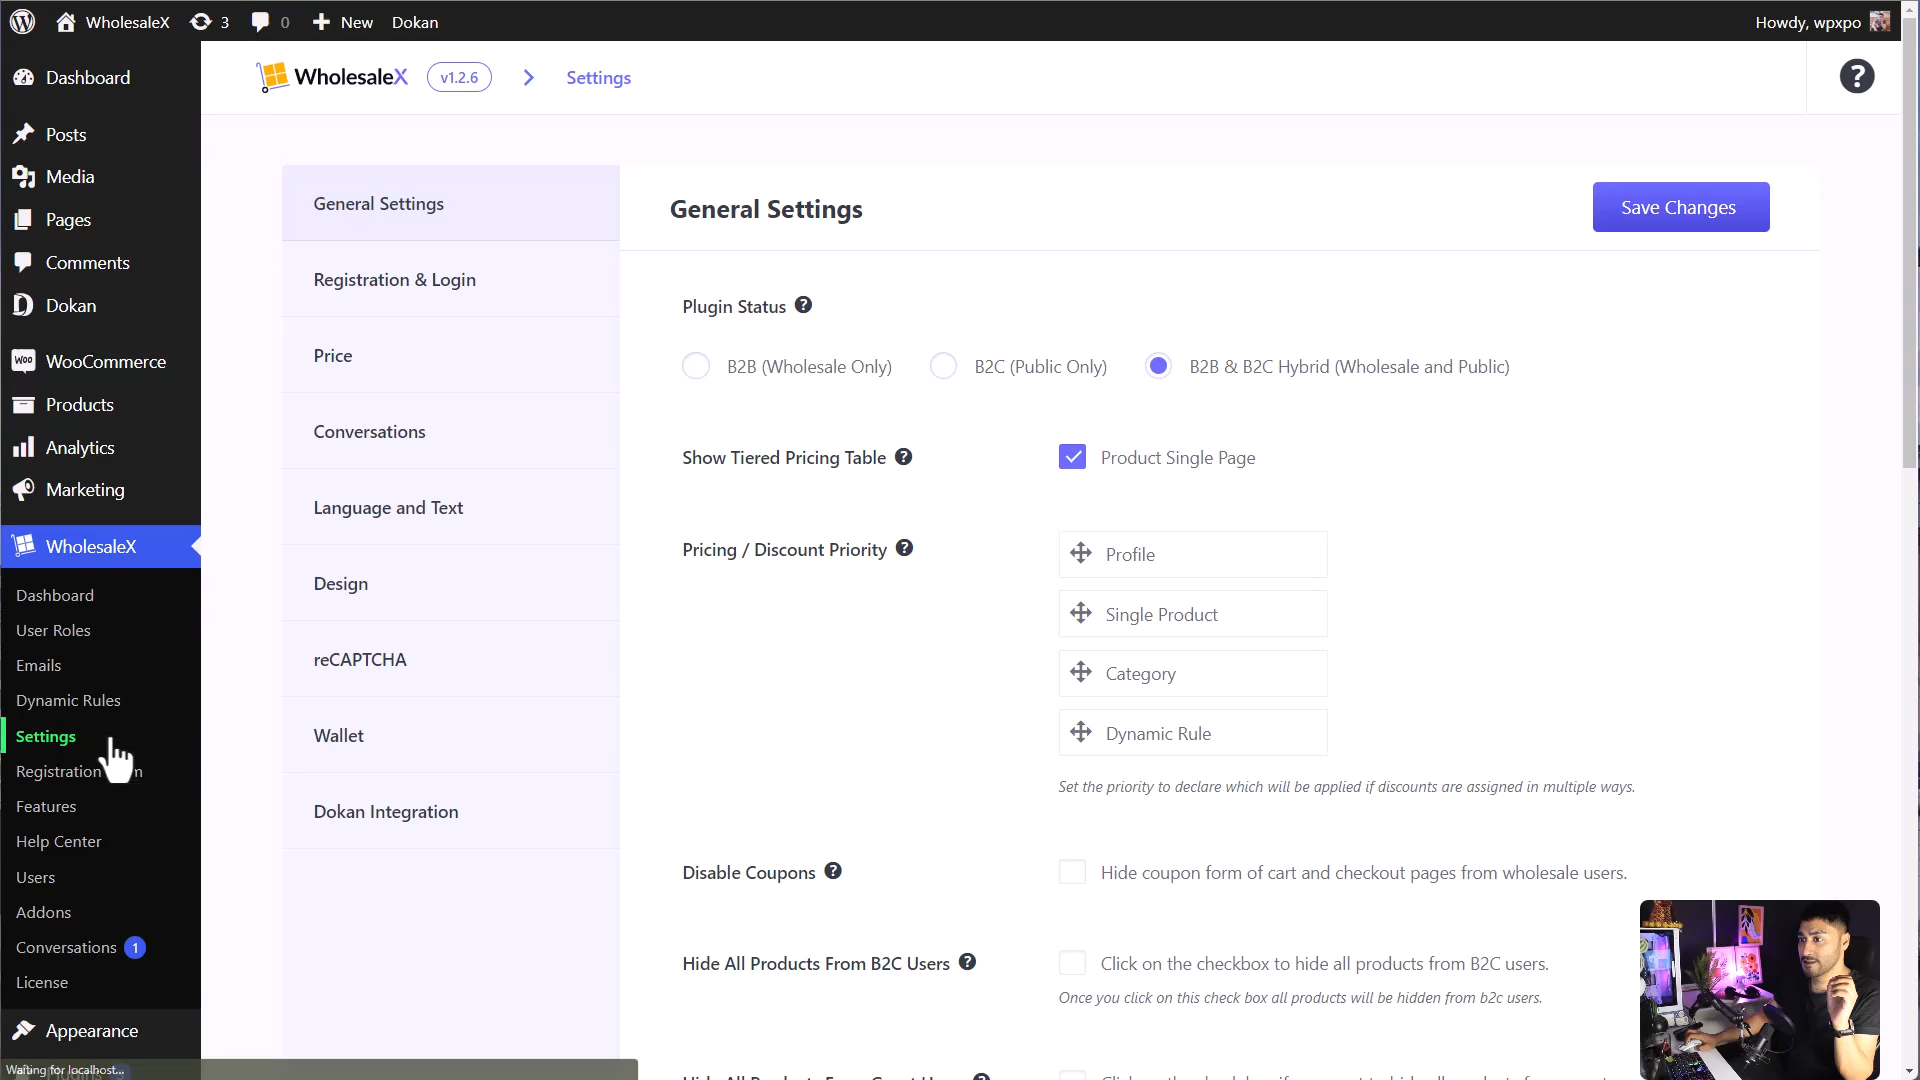 WholesaleX 3 0 New Dokan Howdy, wpxpo
Dashboard
Posts
Media
Pages
Comments
Dokan
WooCommerce
Products
Analytics
Marketing
WholesaleX
Dashboard
User Roles
Emails
Dynamic Rules
Settings
Registration
Features
Help Center
Users
Addons
Conversations 1
License
Appearance
Waiting for localhost...
WholesaleX v1.2.6 Settings
General Settings
Registration & Login
Price
Conversations
Language and Text
Design
reCAPTCHA
Wallet
Dokan Integration
General Settings
Save Changes
Plugin Status
B2B (Wholesale Only) B2C (Public Only) B2B & B2C Hybrid (Wholesale and Public)
Show Tiered Pricing Table Product Single Page
Pricing / Discount Priority
Profile
Single Product
Category
Dynamic Rule
Set the priority to declare which will be applied if discounts are assigned in multiple ways.
Disable Coupons Hide coupon form of cart and checkout pages from wholesale users.
Hide All Products From B2C Users Click on the checkbox to hide all products from B2C users.
Once you click on this check box all products will be hidden from b2c users.